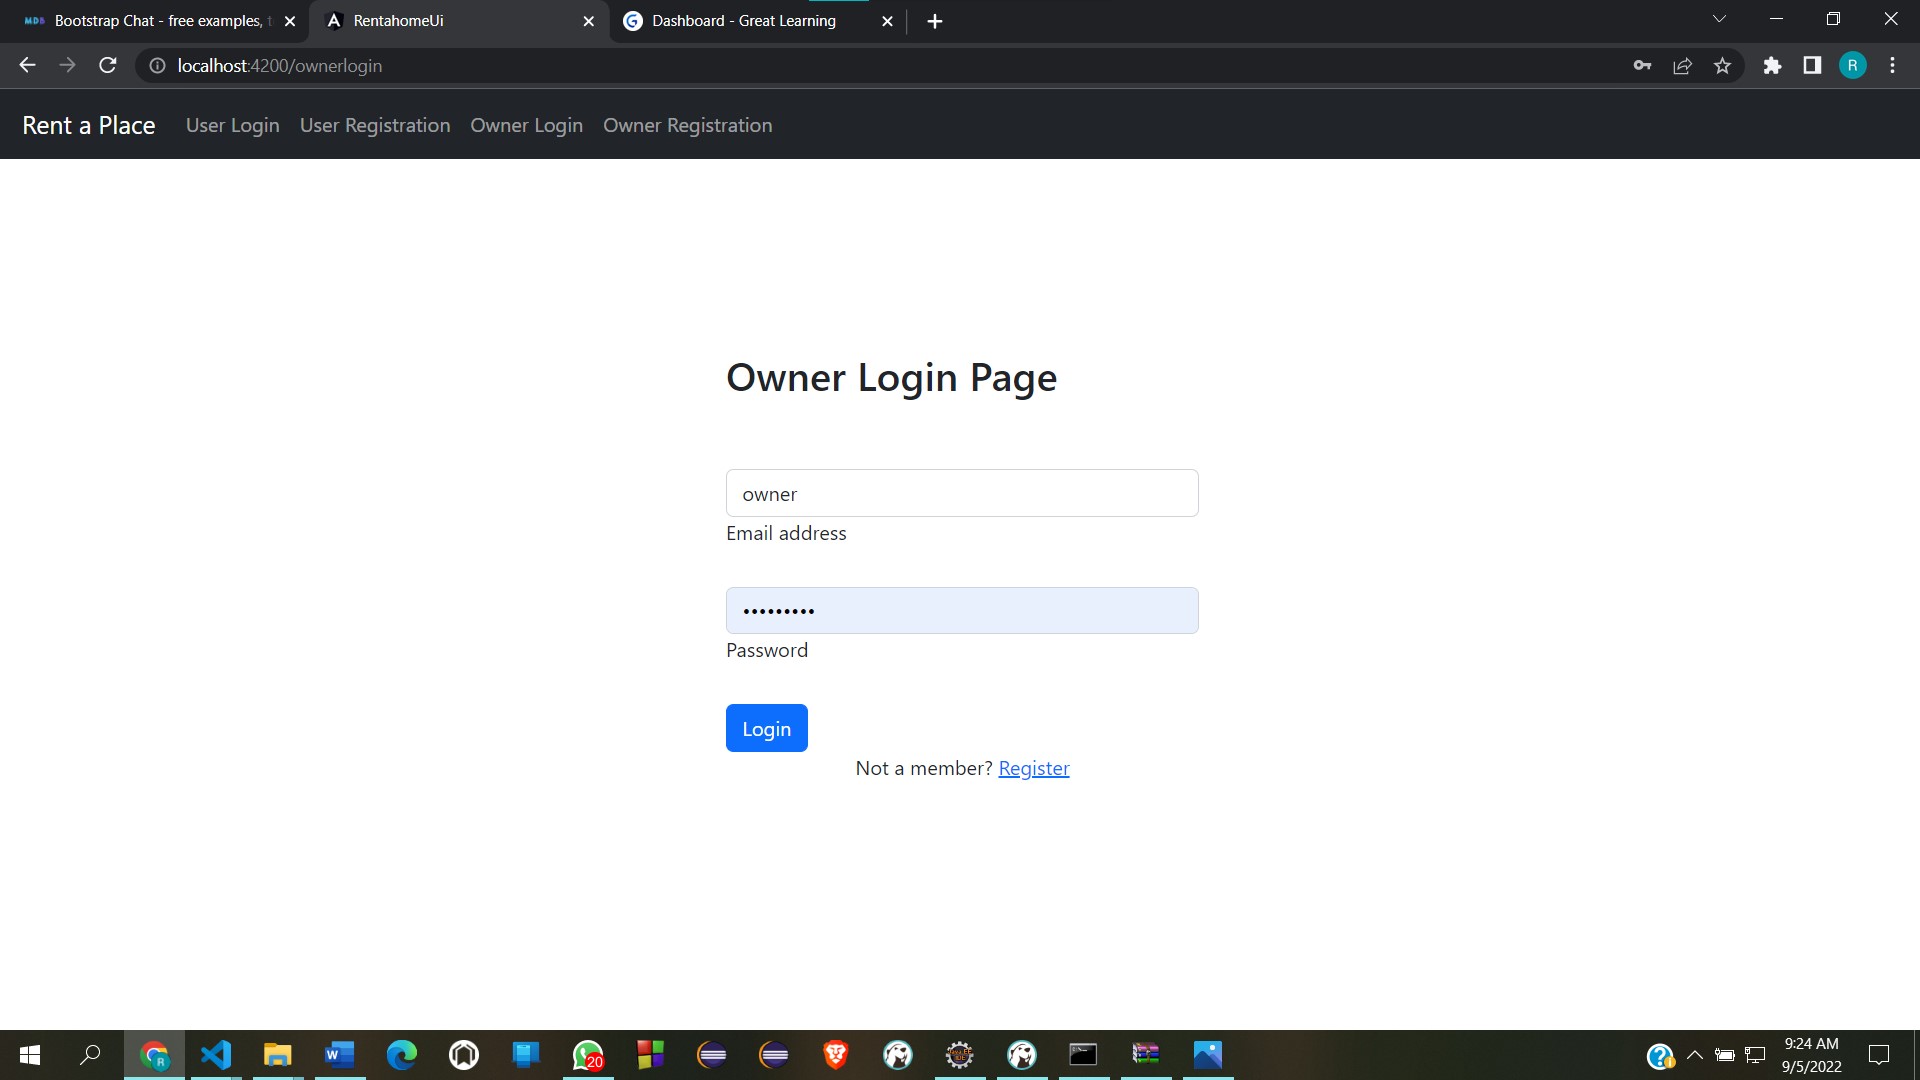 MDB Bootstrap Chat - free examples, t
RentahomeUi
Dashboard - Great Learning
localhost:4200/ownerlogin
R
Rent a Place User Login User Registration Owner Login Owner Registration
Owner Login Page
owner
Email address
•••••••••
Password
Login
Not a member? Register
R
W
20
9:24 AM
9/5/2022